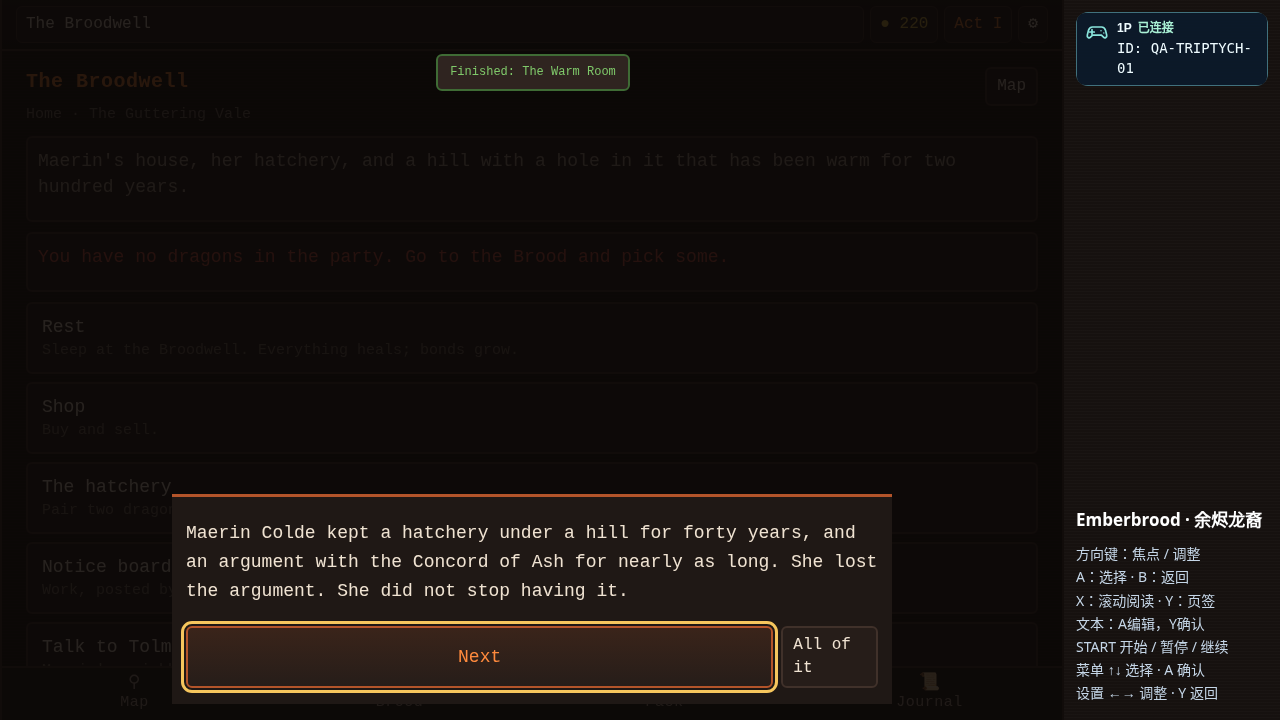 The Broodwell
● 220
Act I
⚙
Finished: The Warm Room
The Broodwell
Map
Home - The Guttering Vale
Maerin's house, her hatchery, and a hill with a hole in it that has been warm for two
hundred years.
You have no dragons in the party. Go to the Brood and pick some.
Rest
Sleep at the Broodwell. Everything heals; bonds grow.
Shop
Buy and sell.
The hatchery
Pair two drago
Notice board
Work, posted by
Talk to Tolm
Maerin Colde kept a hatchery under a hill for forty years, and
an argument with the Concord of Ash for nearly as long. She lost
the argument. She did not stop having it.
Next
All of
it
Map
Journal
1P 已连接
ID: QA-TRIPTYCH-
01
Emberbrood · 余烬龙裔
方向键：焦点 / 调整
A：选择 · B：返回
X：滚动阅读 · Y：页签
文本：A编辑，Y确认
START 开始 / 暂停 / 继续
菜单 ↑↓ 选择 · A 确认
设置 ←→ 调整 · Y 返回